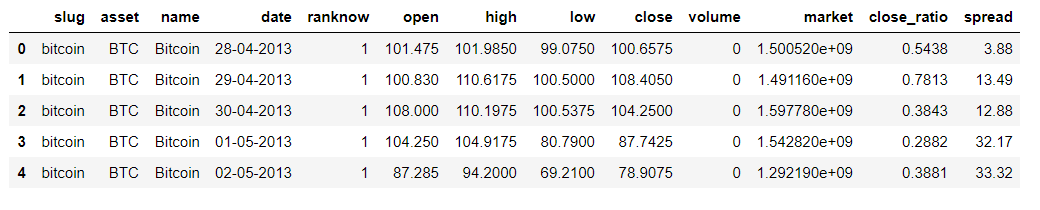 slug asset name date ranknow open high low close volume market close_ratio spread
0 bitcoin BTC Bitcoin 28-04-2013 1 101.475 101.9850 99.0750 100.6575 0 1.500520e+09 0.5438 3.88
1 bitcoin BTC Bitcoin 29-04-2013 1 100.830 110.6175 100.5000 108.4050 0 1.491160e+09 0.7813 13.49
2 bitcoin BTC Bitcoin 30-04-2013 1 108.000 110.1975 100.5375 104.2500 0 1.597780e+09 0.3843 12.88
3 bitcoin BTC Bitcoin 01-05-2013 1 104.250 104.9175 80.7900 87.7425 0 1.542820e+09 0.2882 32.17
4 bitcoin BTC Bitcoin 02-05-2013 1 87.285 94.2000 69.2100 78.9075 0 1.292190e+09 0.3881 33.32